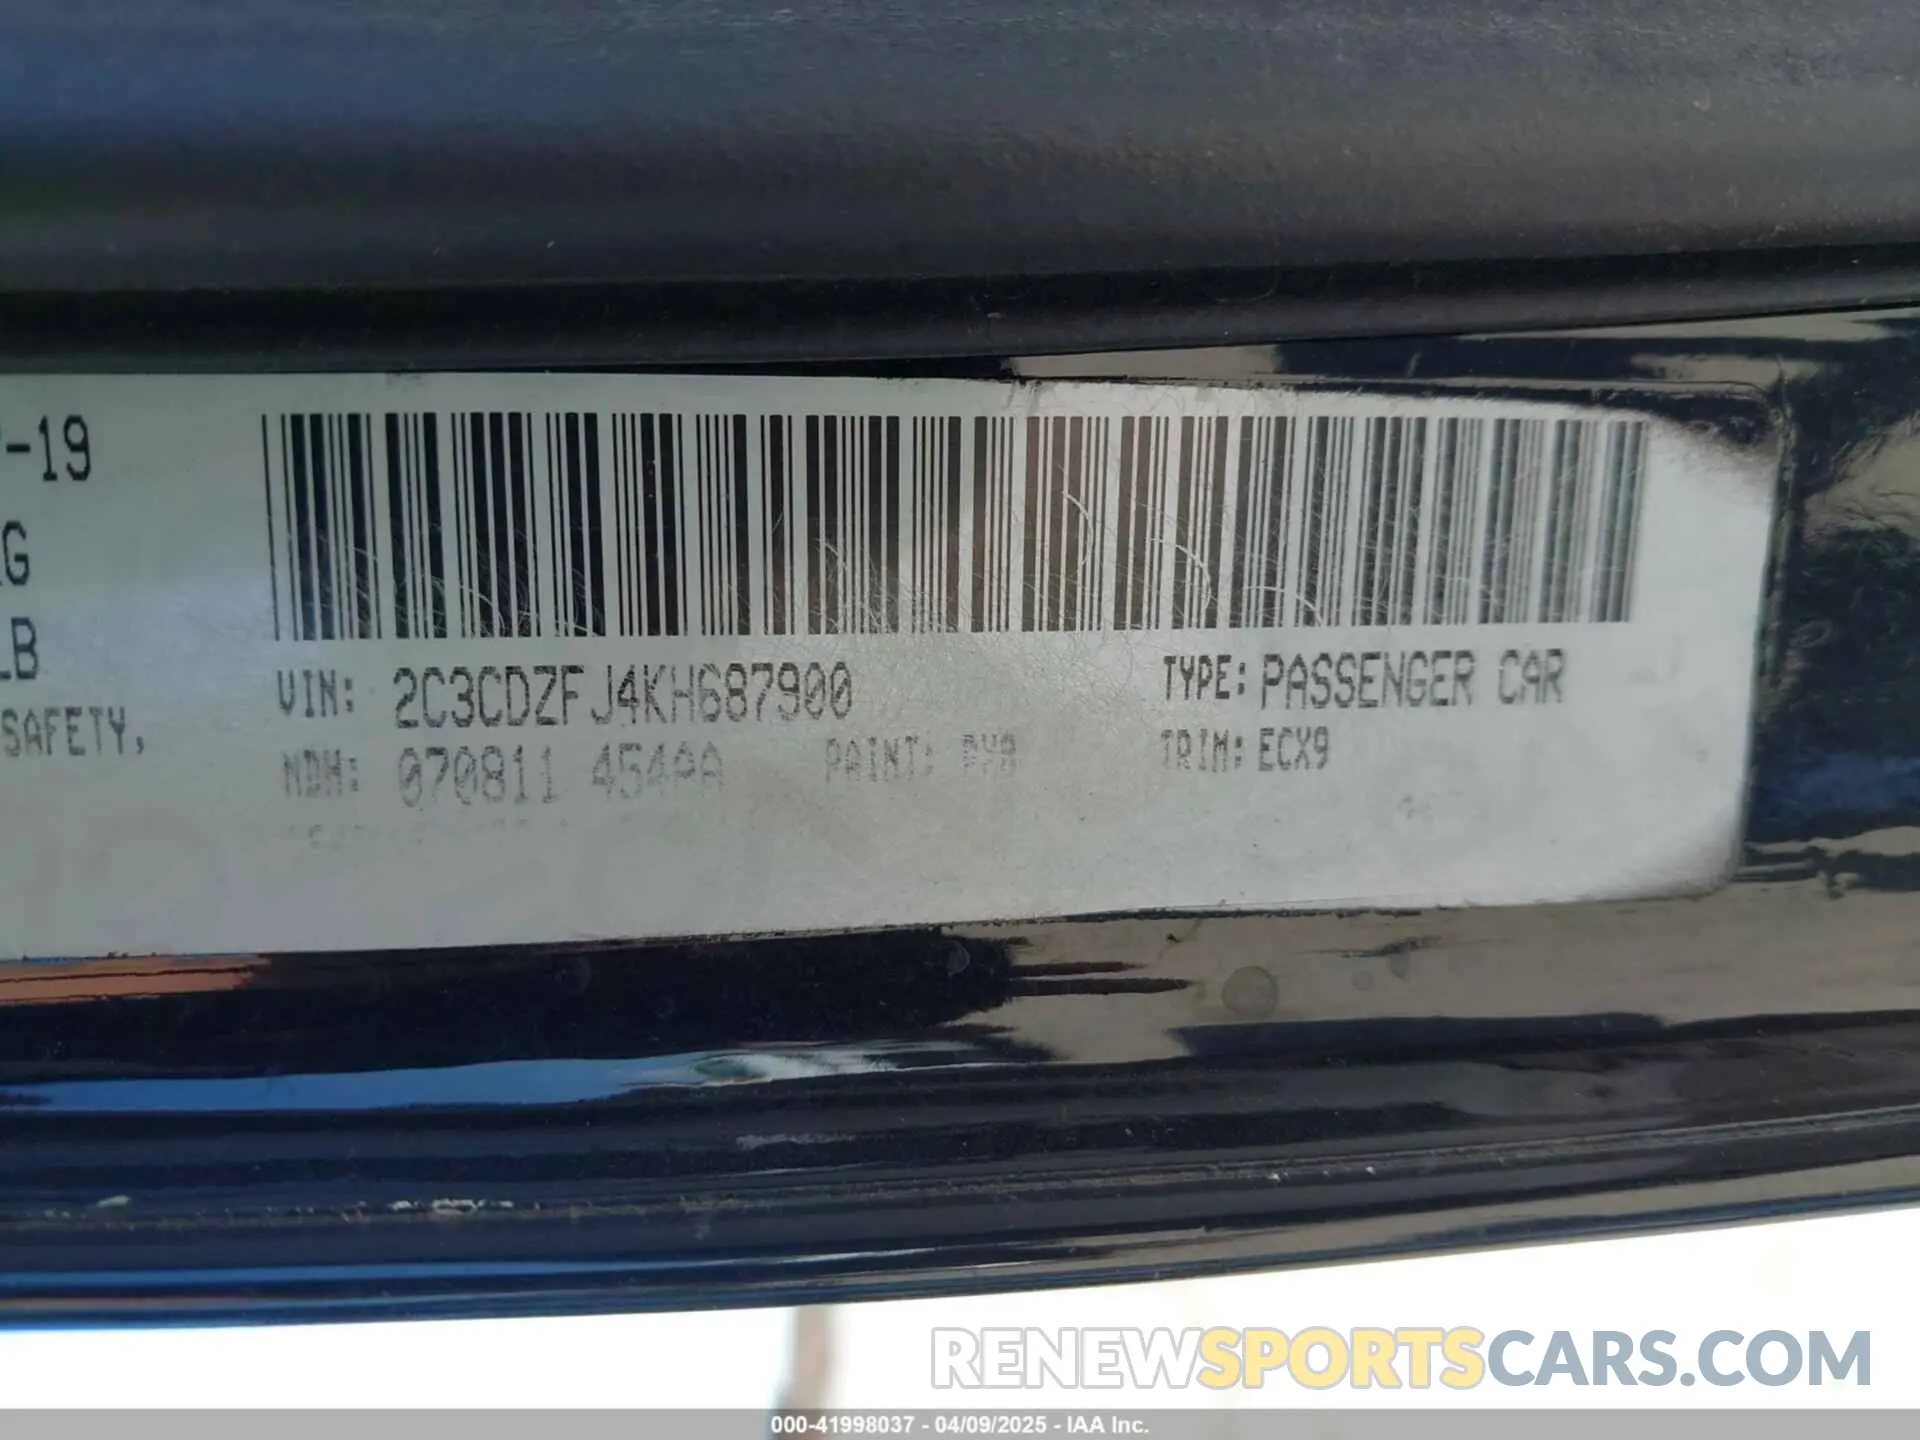 -19
G
LB
SAFETY,
VIN: 2C3CDZFJ4KH687900
TYPE: PASSENGER CAR
MDH: 070811 454AA
PAINT:
TRIM: ECX9
RENEWSPORTSCARS.COM
000-41998037 - 04/09/2025 - IAA Inc.